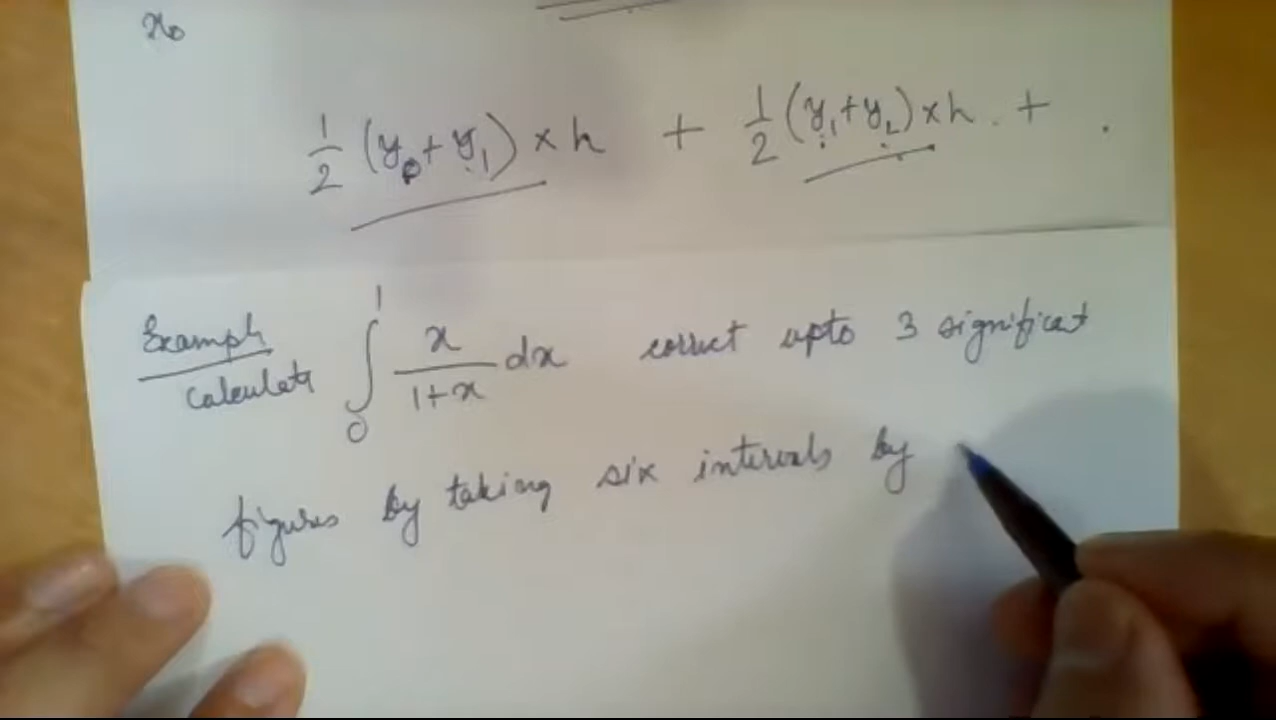 x₀
½ (y₀ + y₁) × h + ½ (y₁ + y₂) × h . + .
Example
Calculate ∫₀¹ x/(1+x) dx correct upto 3 significat
figures by taking six intervals by